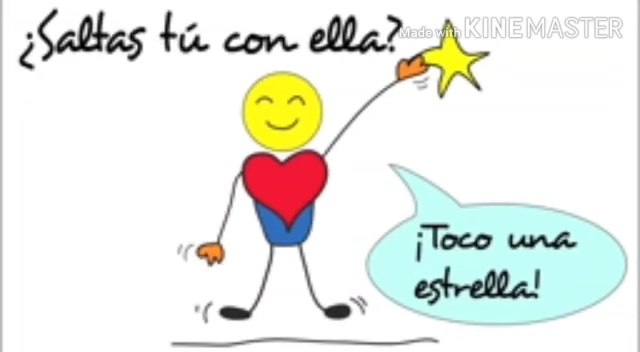 ¿Saltas tú con ella?
Made with KINEMASTER
¡Toco una
estrella!